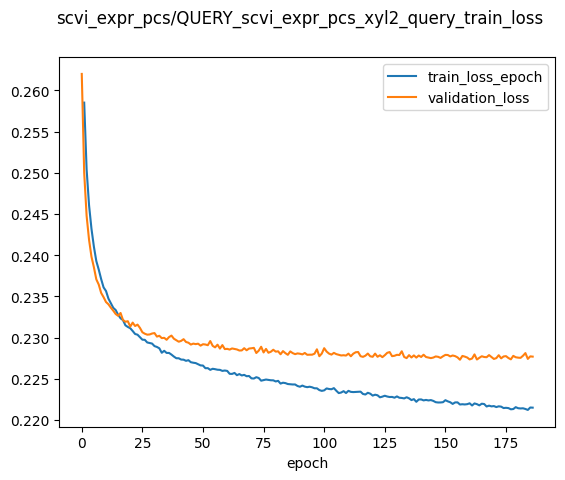 scvi_expr_pcs/QUERY_scvi_expr_pcs_xyl2_query_train_loss
train_loss_epoch
validation_loss
0.260
0.255
0.250
0.245
0.240
0.235
0.230
0.225
0.220
0 25 50 75 100 125 150 175
epoch